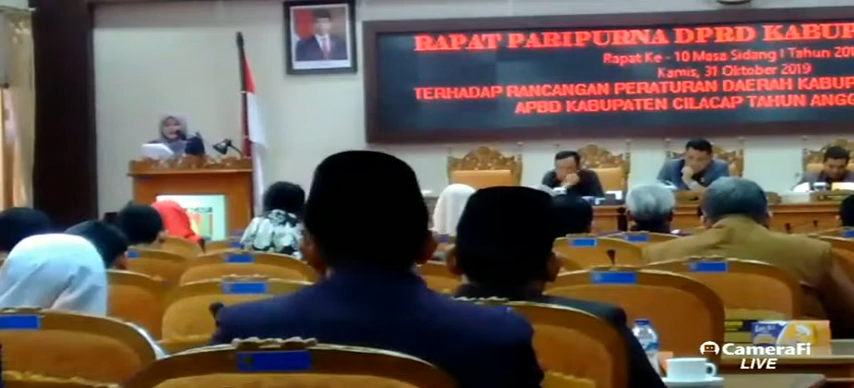 RAPAT PARIPURNA DPRD KABUP
Rapat Ke - 10 Masa Sidang I Tahun 201
Kamis, 31 Oktober 2019
TERHADAP RANCANGAN PERATURAN DAERAH KABUP
APBD KABUPATEN CILACAP TAHUN ANGG
CameraFi
LIVE